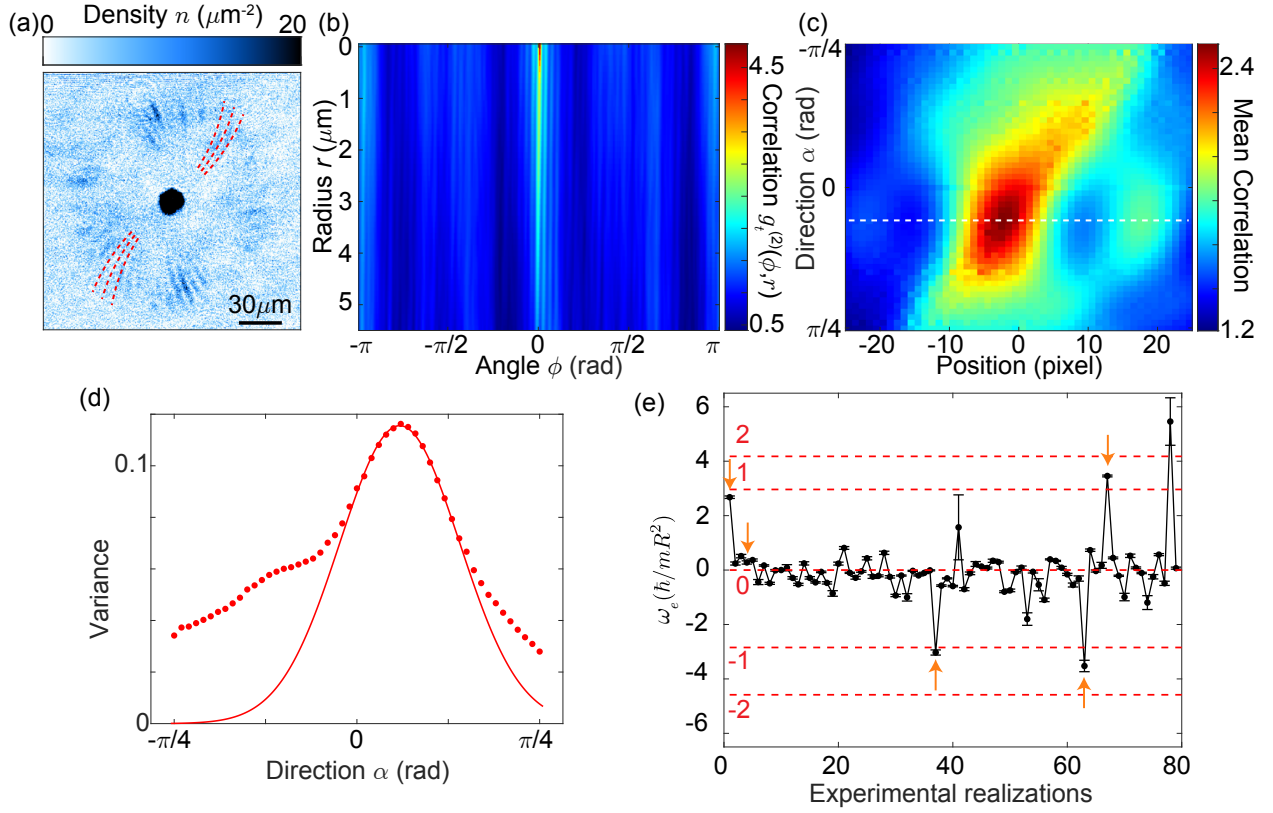 (a)
Density n (μm⁻²)
0
20
30μm
(b)
Radius r (μm)
0
1
2
3
4
5
-π
-π/2
0
π/2
π
Angle ϕ (rad)
4.5
Correlation gₜ⁽²⁾(ϕ,r)
0.5
(c)
Direction α (rad)
-π/4
0
π/4
-20
-10
0
10
20
Position (pixel)
2.4
Mean Correlation
1.2
(d)
Variance
0.1
0
-π/4
0
π/4
Direction α (rad)
(e)
ωₑ(ħ/mR²)
6
4
2
0
-2
-4
-6
2
1
0
-1
-2
0
20
40
60
80
Experimental realizations